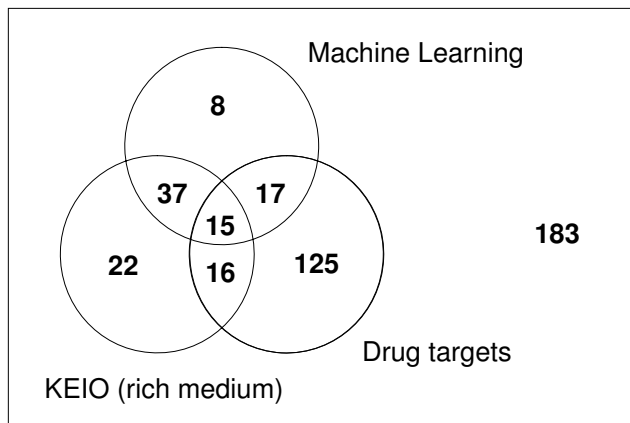 Machine Learning
8
37
17
15
183
22
16
125
Drug targets
KEIO (rich medium)